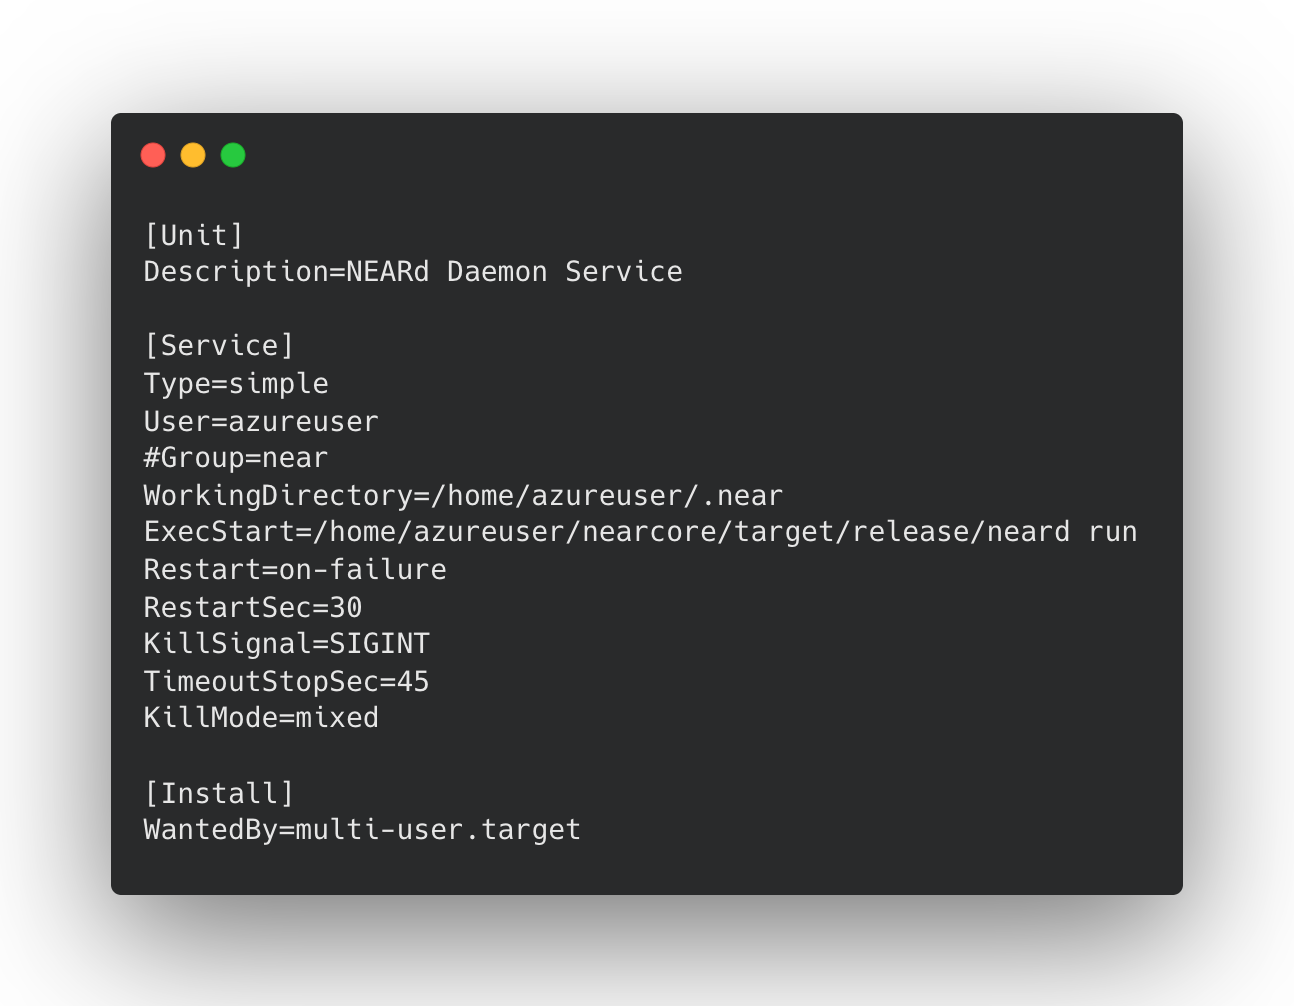 [Unit]
Description=NEARd Daemon Service
[Service]
Type=simple
User=azureuser
#Group=near
WorkingDirectory=/home/azureuser/.near
ExecStart=/home/azureuser/nearcore/target/release/neard run
Restart=on-failure
RestartSec=30
KillSignal=SIGINT
TimeoutStopSec=45
KillMode=mixed
[Install]
WantedBy=multi-user.target